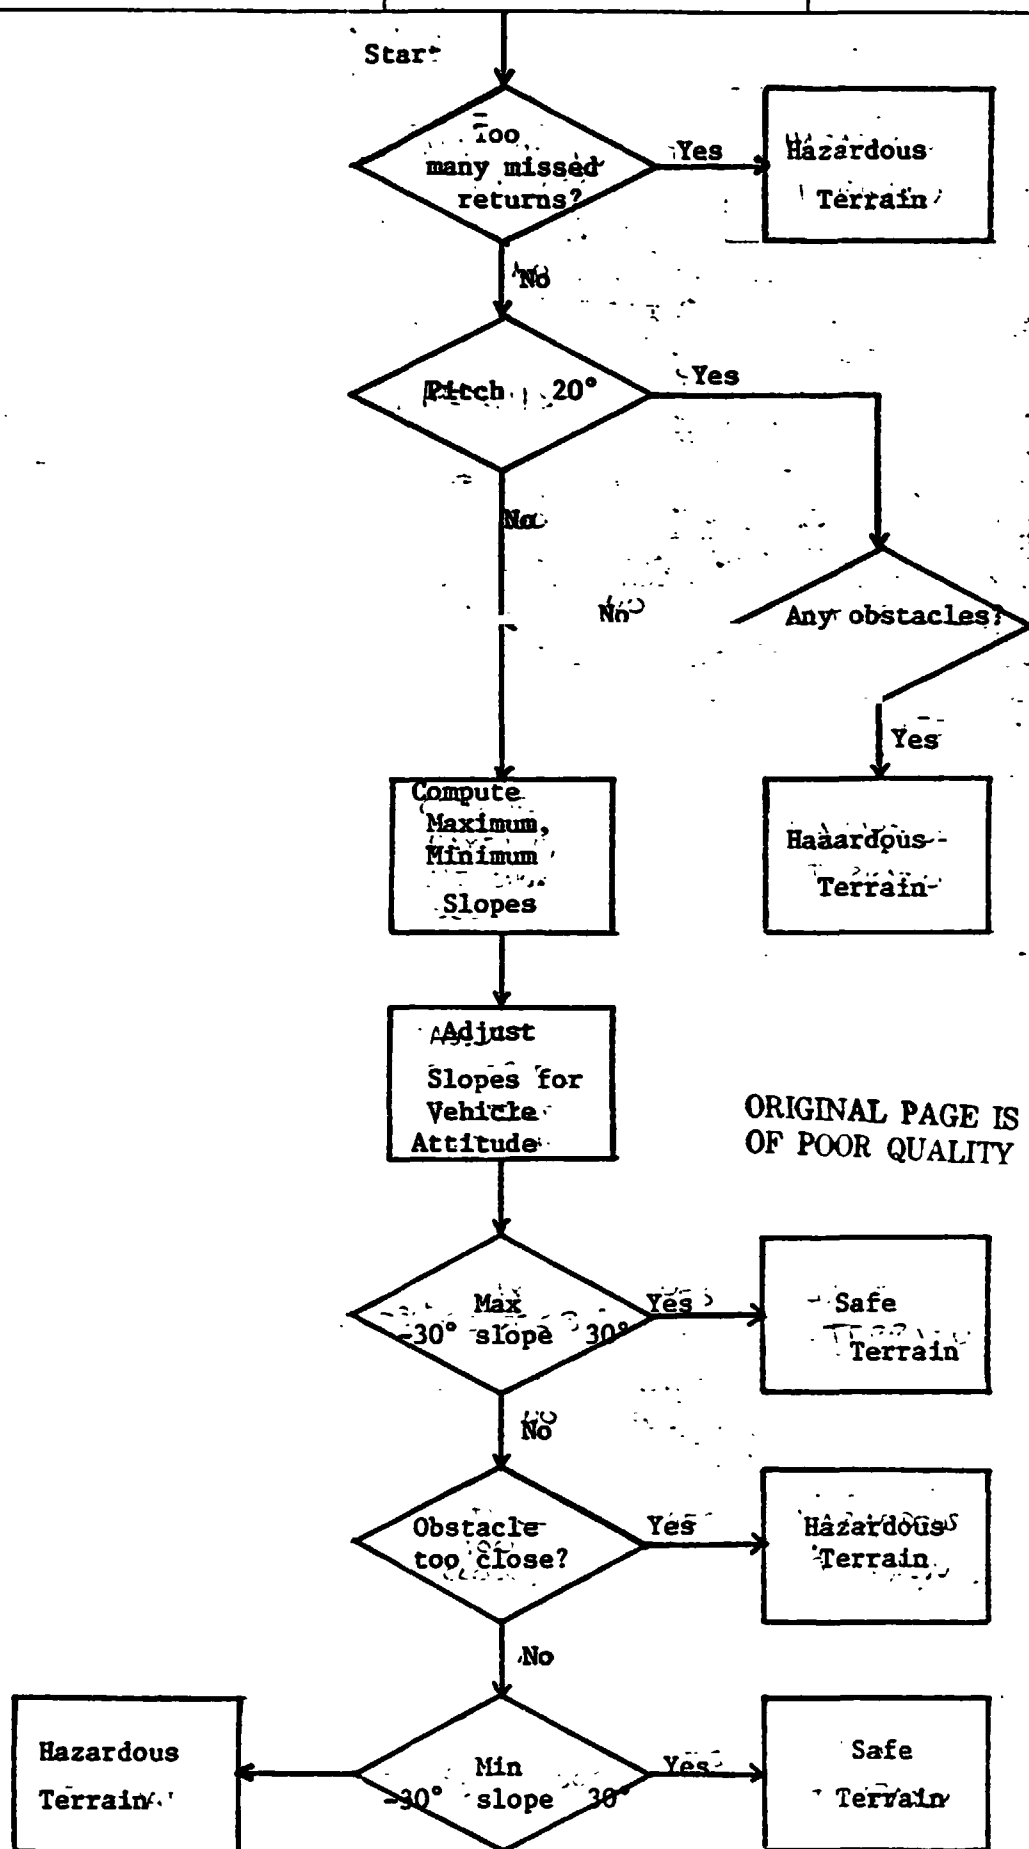 Start
Too
many missed
returns?
Yes
Hazardous
Terrain
No
Pitch 20°
Yes
No
No
Any obstacles?
Yes
Compute
Maximum,
Minimum
Slopes
Haaardous
Terrain
Adjust
Slopes for
Vehicle
Attitude
ORIGINAL PAGE IS
OF POOR QUALITY
Max
-30° slope 30°
Yes
Safe
Terrain
No
Obstacle
too close?
Yes
Hazardous
Terrain
No
Hazardous
Terrain
Min
-30° slope 30°
Yes
Safe
Terrain